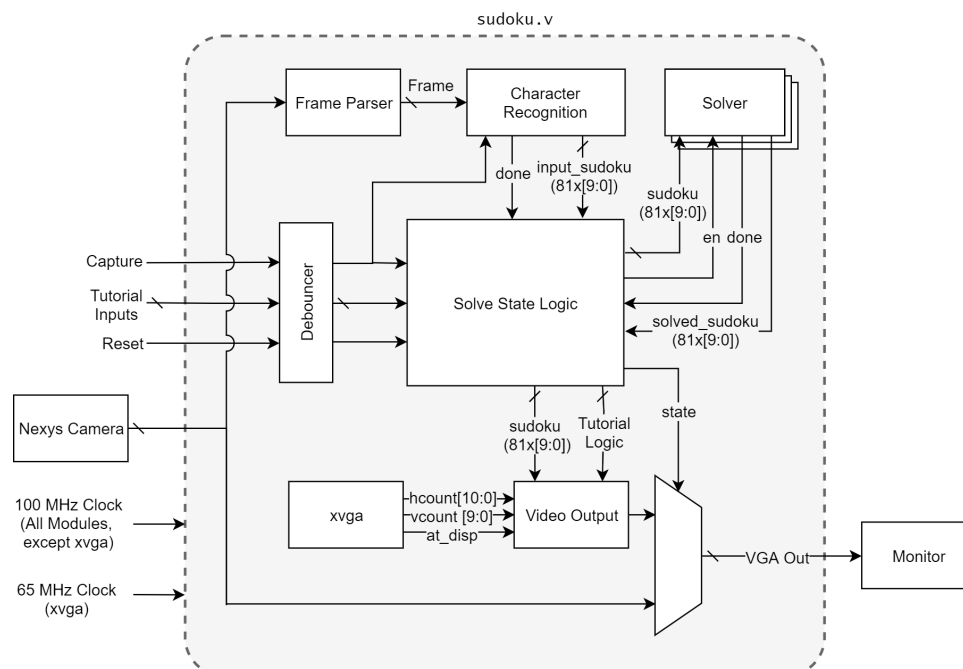 sudoku.v
Frame Parser
Frame
Character
Recognition
Solver
done
input_sudoku
(81x[9:0])
sudoku
(81x[9:0])
en
done
Capture
Tutorial
Inputs
Reset
Debouncer
Solve State Logic
solved_sudoku
(81x[9:0])
Nexys Camera
sudoku
(81x[9:0])
Tutorial
Logic
state
100 MHz Clock
(All Modules,
except xvga)
xvga
hcount[10:0]
vcount [9:0]
at_disp
Video Output
VGA Out
Monitor
65 MHz Clock
(xvga)